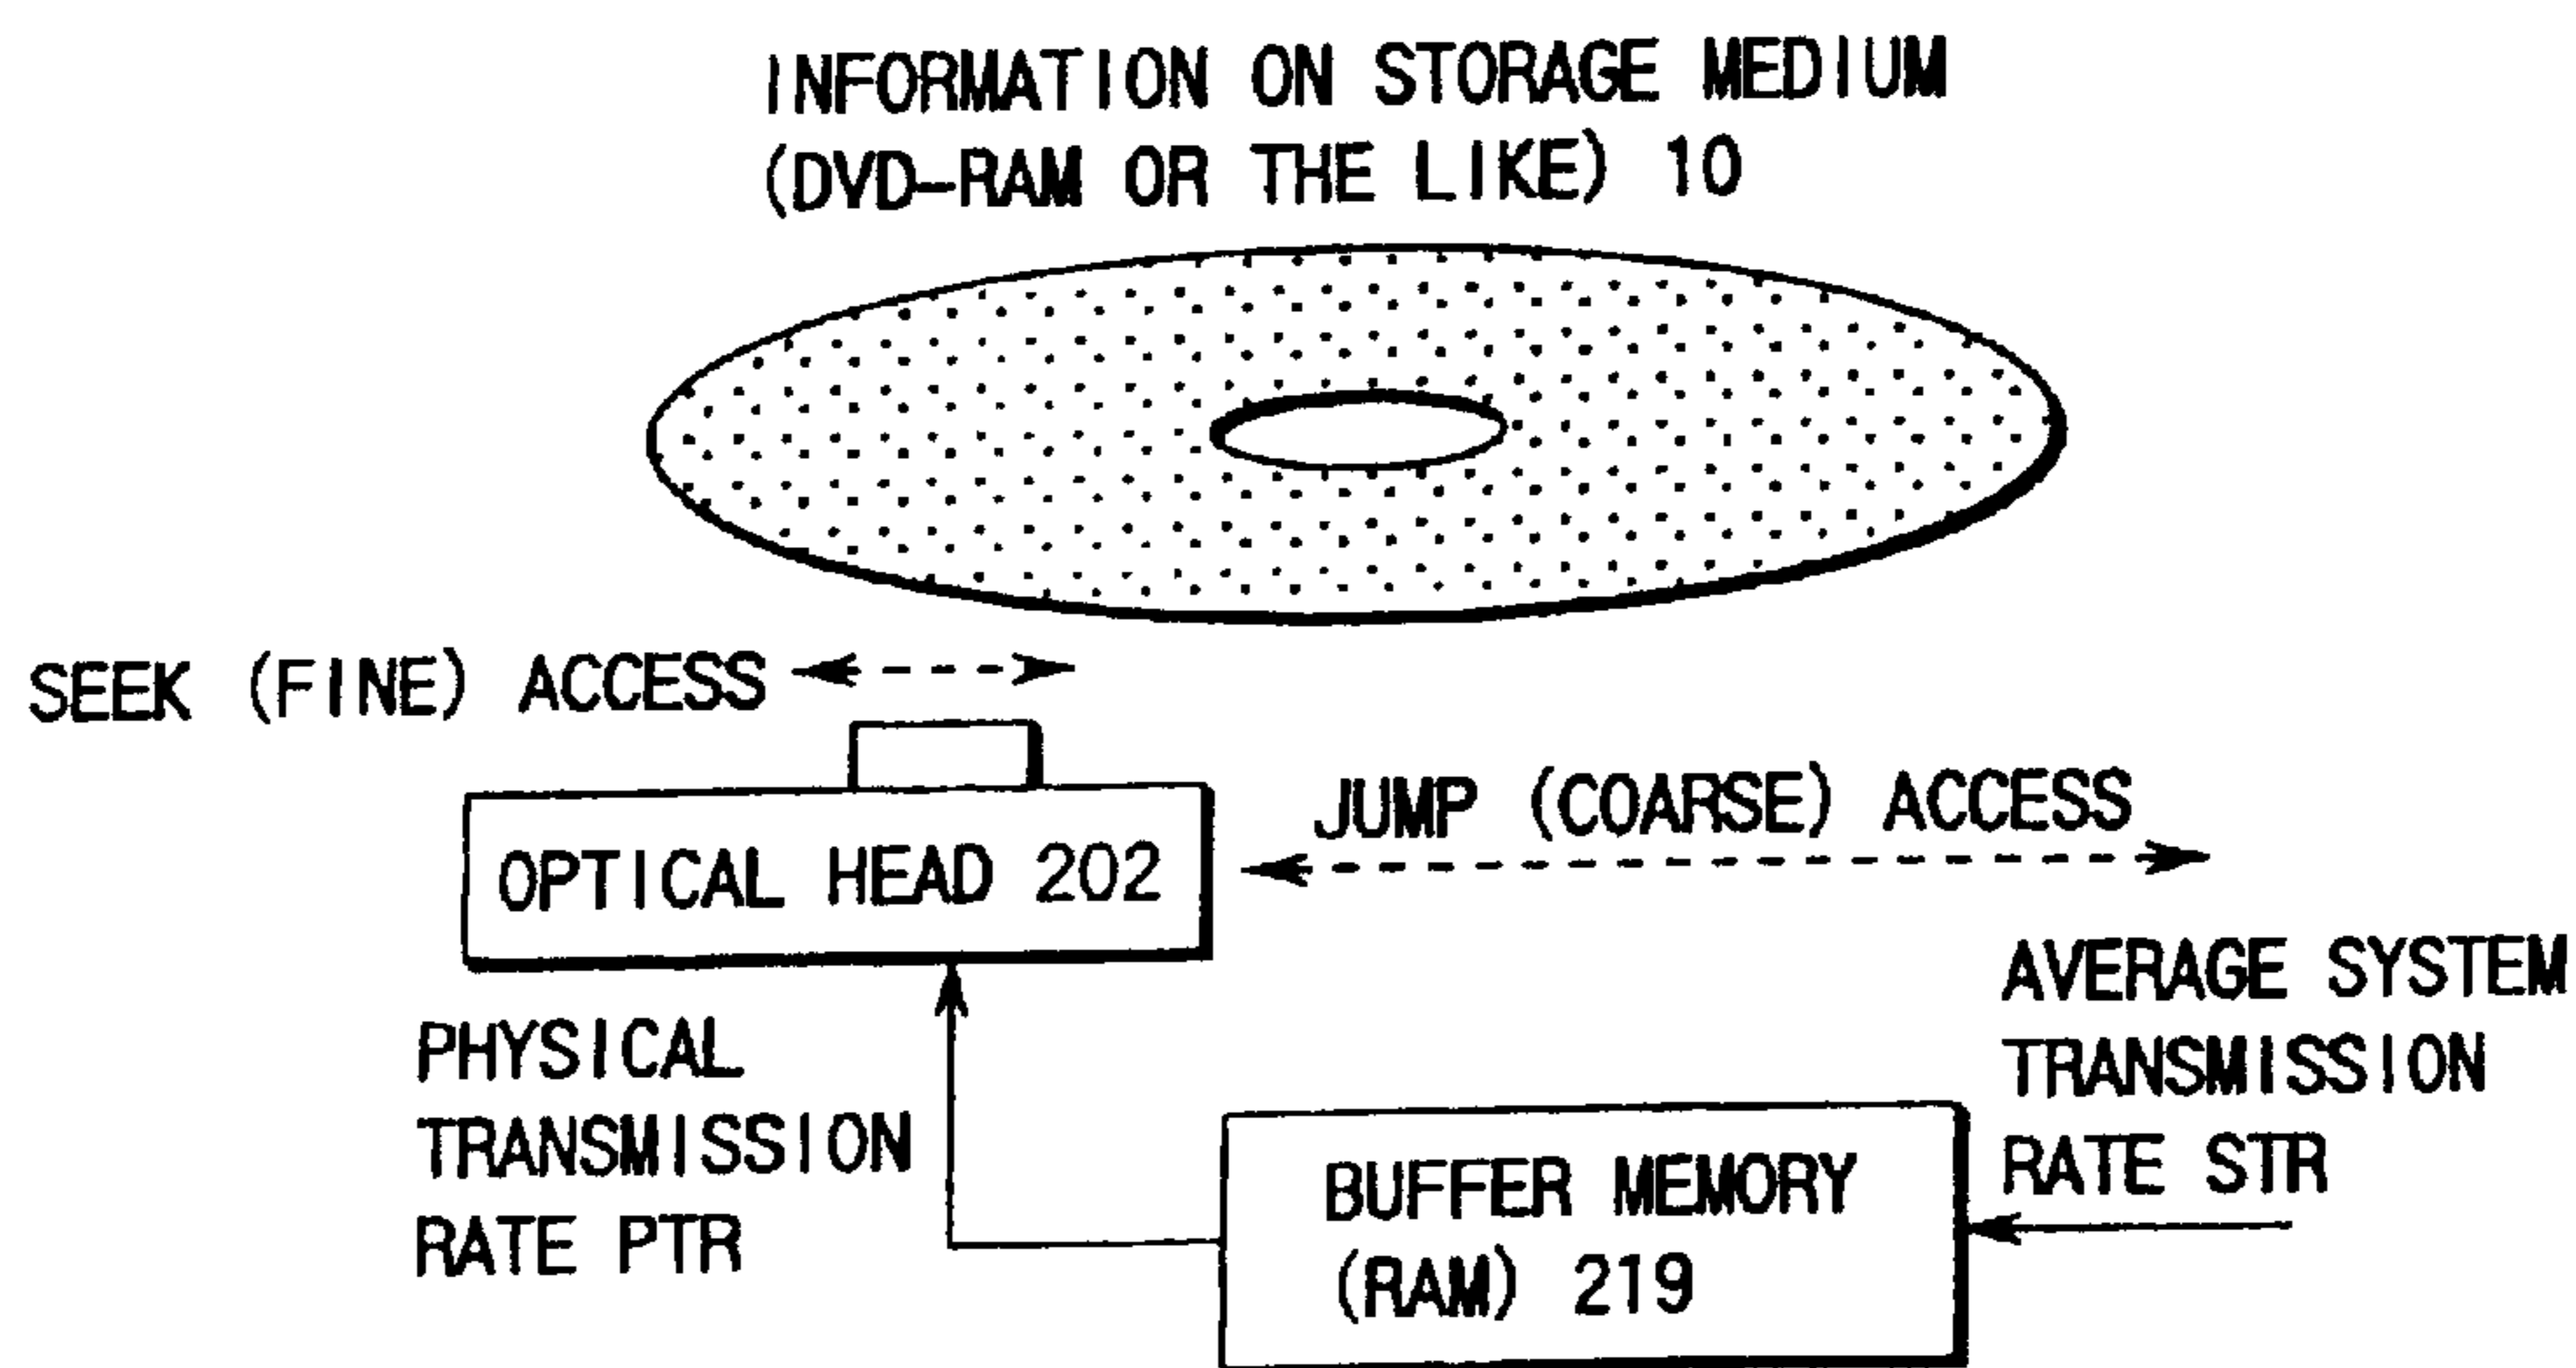 INFORMATION ON STORAGE MEDIUM
(DVD-RAM OR THE LIKE) 10
SEEK (FINE) ACCESS
JUMP (COARSE) ACCESS
OPTICAL HEAD 202
PHYSICAL
TRANSMISSION
RATE PTR
AVERAGE SYSTEM
TRANSMISSION
RATE STR
BUFFER MEMORY
(RAM) 219